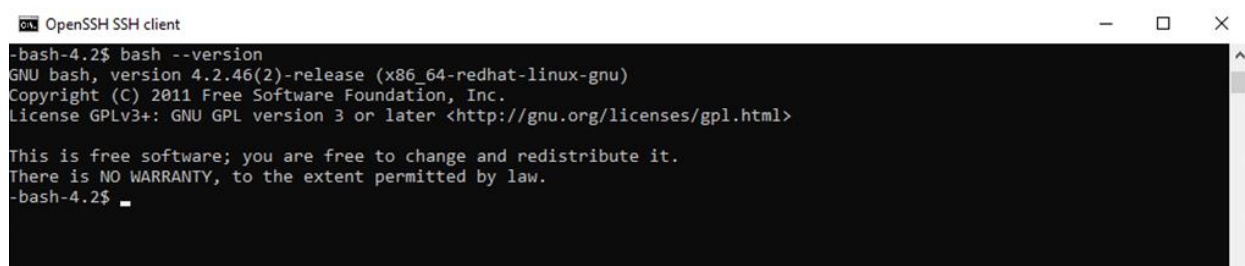 OpenSSH SSH client
-bash-4.2$ bash --version
GNU bash, version 4.2.46(2)-release (x86_64-redhat-linux-gnu)
Copyright (C) 2011 Free Software Foundation, Inc.
License GPLv3+: GNU GPL version 3 or later <http://gnu.org/licenses/gpl.html>
This is free software; you are free to change and redistribute it.
There is NO WARRANTY, to the extent permitted by law.
-bash-4.2$